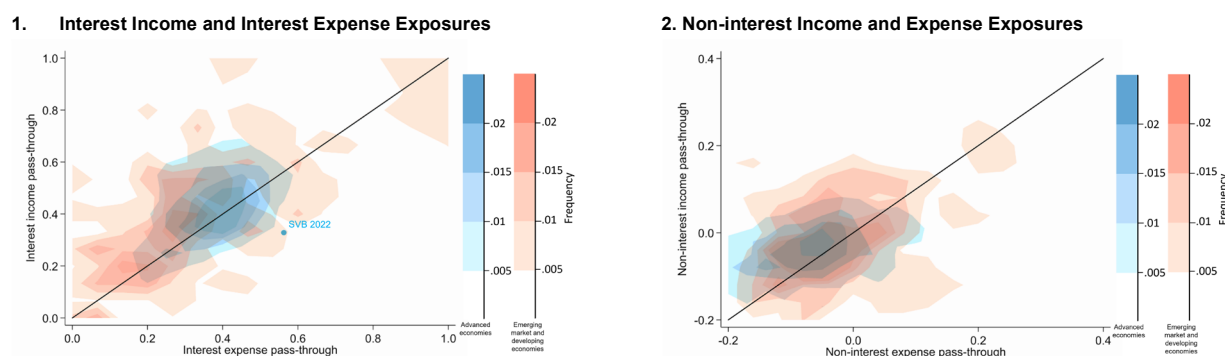 1. Interest Income and Interest Expense Exposures
Interest income pass-through
1.0
0.8
0.6
0.4
0.2
0.0
0.0 0.2 0.4 0.6 0.8 1.0
Interest expense pass-through
SVB 2022
.02
.015
.01
.005
.02
.015
.01
.005
Frequency
Advanced
economies
Emerging
market and
developing
economies
2. Non-interest Income and Expense Exposures
Non-interest income pass-through
0.4
0.2
0.0
-0.2
-0.2 0.0 0.2 0.4
Non-interest expense pass-through
.02
.015
.01
.005
.02
.015
.01
.005
Frequency
Advanced
economies
Emerging
market and
developing
economies